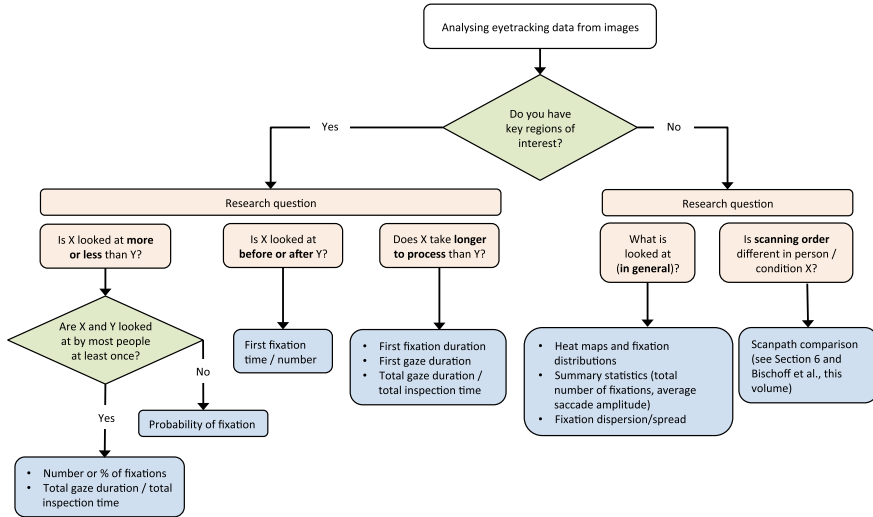 Analysing eyetracking data from images
Do you have
key regions of
interest?
Yes
No
Research question
Research question
Is X looked at more
or less than Y?
Is X looked at
before or after Y?
Does X take longer
to process than Y?
What is
looked at
(in general)?
Is scanning order
different in person /
condition X?
Are X and Y looked
at by most people
at least once?
First fixation
time / number
• First fixation duration
• First gaze duration
• Total gaze duration /
total inspection time
• Heat maps and fixation
distributions
• Summary statistics (total
number of fixations, average
saccade amplitude)
• Fixation dispersion/spread
Scanpath comparison
(see Section 6 and
Bischoff et al., this
volume)
No
Yes
Probability of fixation
• Number or % of fixations
• Total gaze duration / total
inspection time